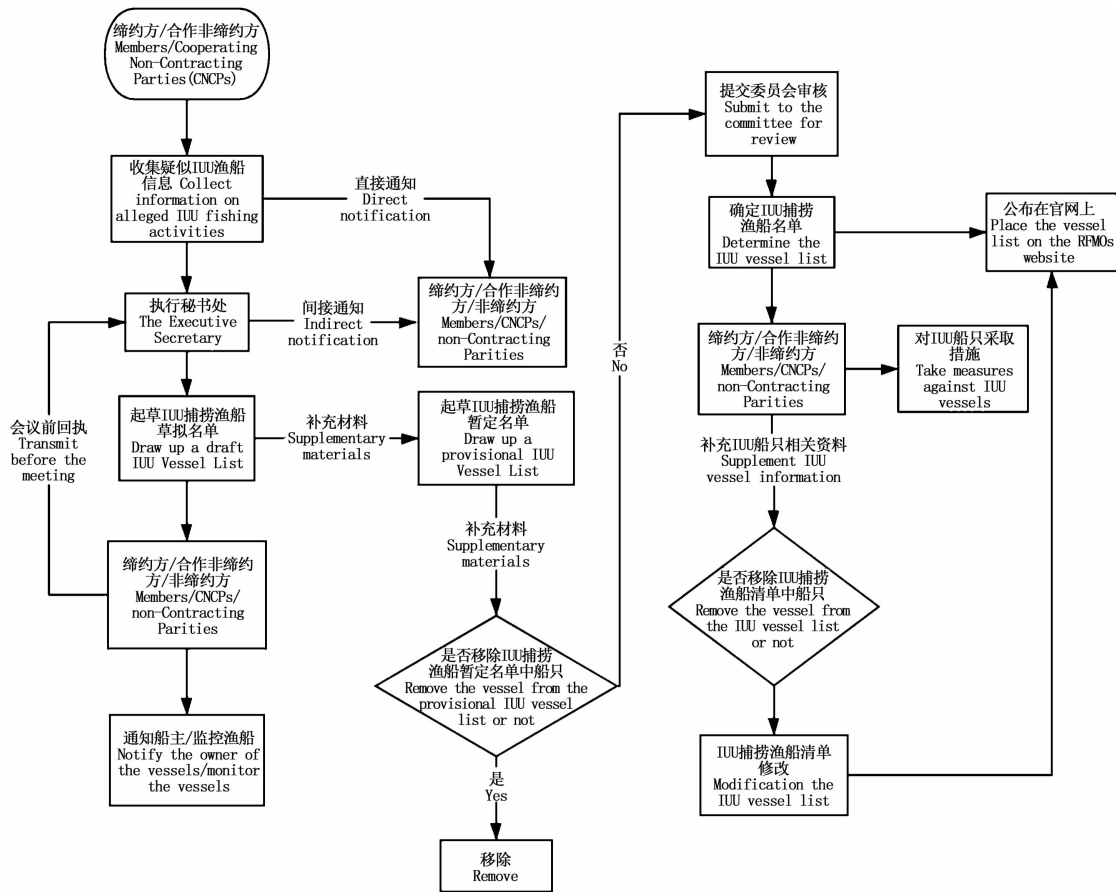 缔约方/合作非缔约方
Members/Cooperating
Non-Contracting
Parties(CNCPs)
收集疑似IUU渔船
信息 Collect
information on
alleged IUU fishing
activities
直接通知
Direct
notification
执行秘书处
The Executive
Secretary
间接通知
Indirect
notification
缔约方/合作非缔约
方/非缔约方
Members/CNCPs/
non-Contracting
Parities
会议前回执
Transmit
before the
meeting
起草IUU捕捞渔船
草拟名单
Draw up a draft
IUU Vessel List
补充材料
Supplementary
materials
起草IUU捕捞渔船
暂定名单
Draw up a
provisional IUU
Vessel List
缔约方/合作非缔约
方/非缔约方
Members/CNCPs/
non-Contracting
Parities
通知船主/监控渔船
Notify the owner of
the vessels/monitor
the vessels
补充材料
Supplementary
materials
是否移除IUU捕捞
渔船暂定名单中船只
Remove the vessel from the
provisional IUU vessel
list or not
是
Yes
移除
Remove
否
No
提交委员会审核
Submit to the
committee for
review
确定IUU捕捞
渔船名单
Determine the
IUU vessel list
公布在官网上
Place the vessel
list on the RFMOs
website
缔约方/合作非缔约
方/非缔约方
Members/CNCPs/
non-Contracting
Parities
对IUU船只采取
措施
Take measures
against IUU
vessels
补充IUU船只相关资料
Supplement IUU
vessel information
是否移除IUU捕捞
渔船清单中船只
Remove the vessel from
the IUU vessel list
or not
IUU捕捞渔船清单
修改
Modification the
IUU vessel list